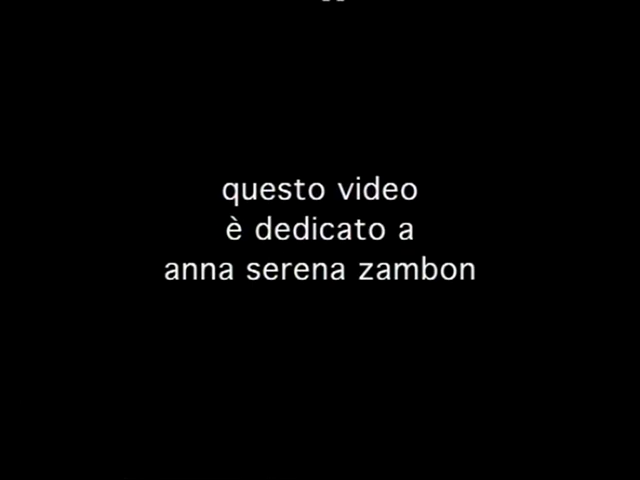 questo video
è dedicato a
anna serena zambon